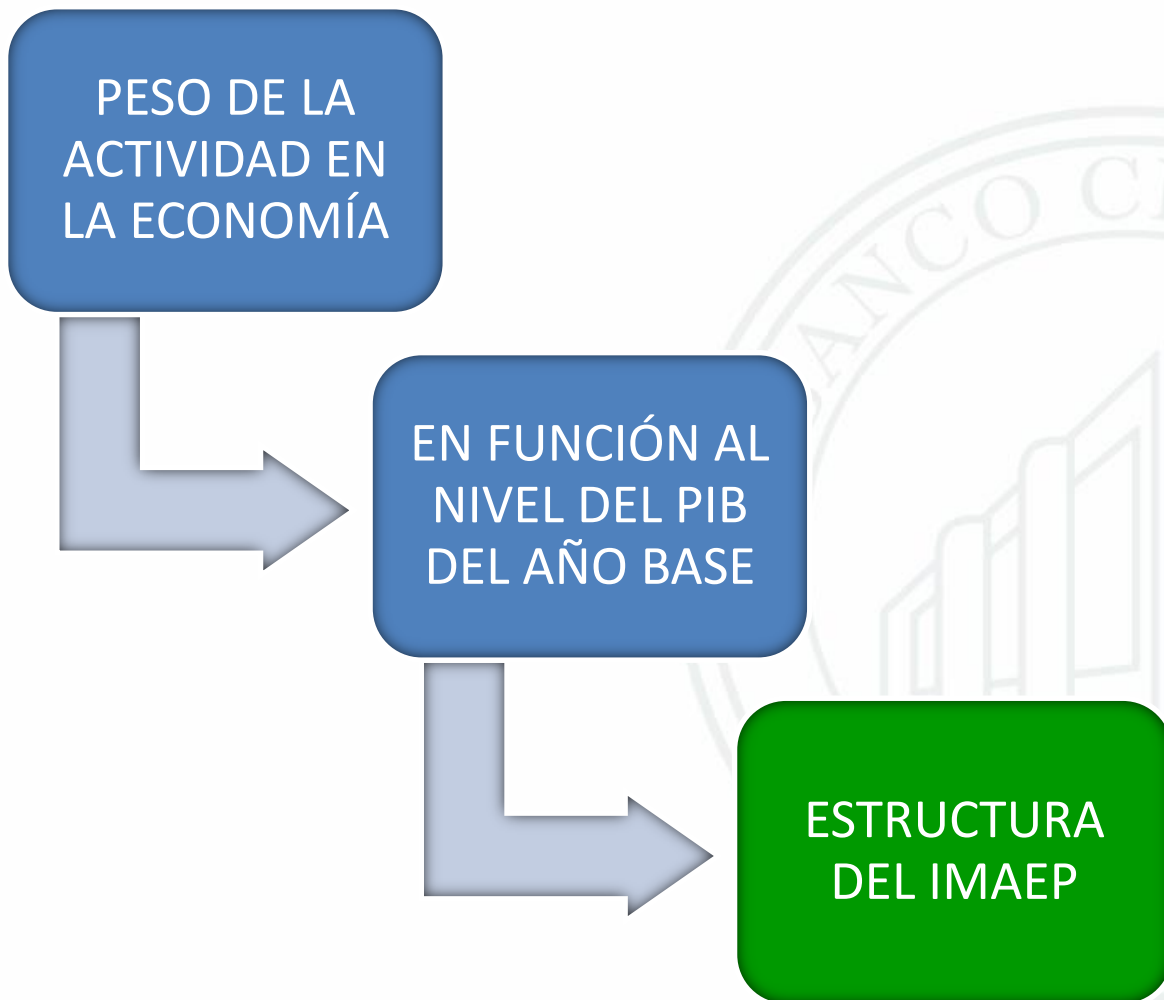 PESO DE LA
ACTIVIDAD EN
LA ECONOMÍA
EN FUNCIÓN AL
NIVEL DEL PIB
DEL AÑO BASE
ESTRUCTURA
DEL IMAEP